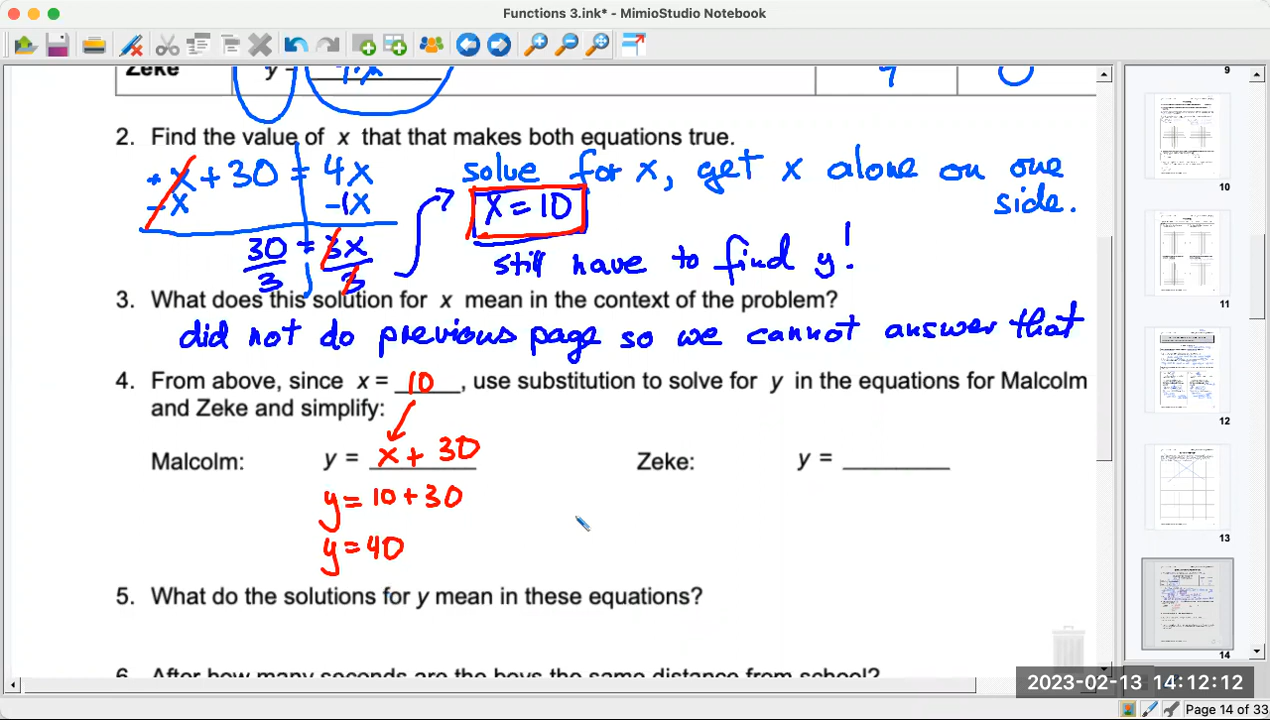 Functions 3.ink* - MimioStudio Notebook
Zeke
2. Find the value of x that that makes both equations true.
x + 30 = 4x
-x -1x
30 = 3x
3 3
solve for x, get x alone on one side.
x = 10
still have to find y!
3. What does this solution for x mean in the context of the problem?
did not do previous page so we cannot answer that
4. From above, since x = 10, use substitution to solve for y in the equations for Malcolm
and Zeke and simplify:
Malcolm: y = x + 30 Zeke: y =
y = 10 + 30
y = 40
5. What do the solutions for y mean in these equations?
6. After how many seconds are the boys the same distance from school?
9
10
11
12
13
14
2023-02-13 14:12:12
Page 14 of 33